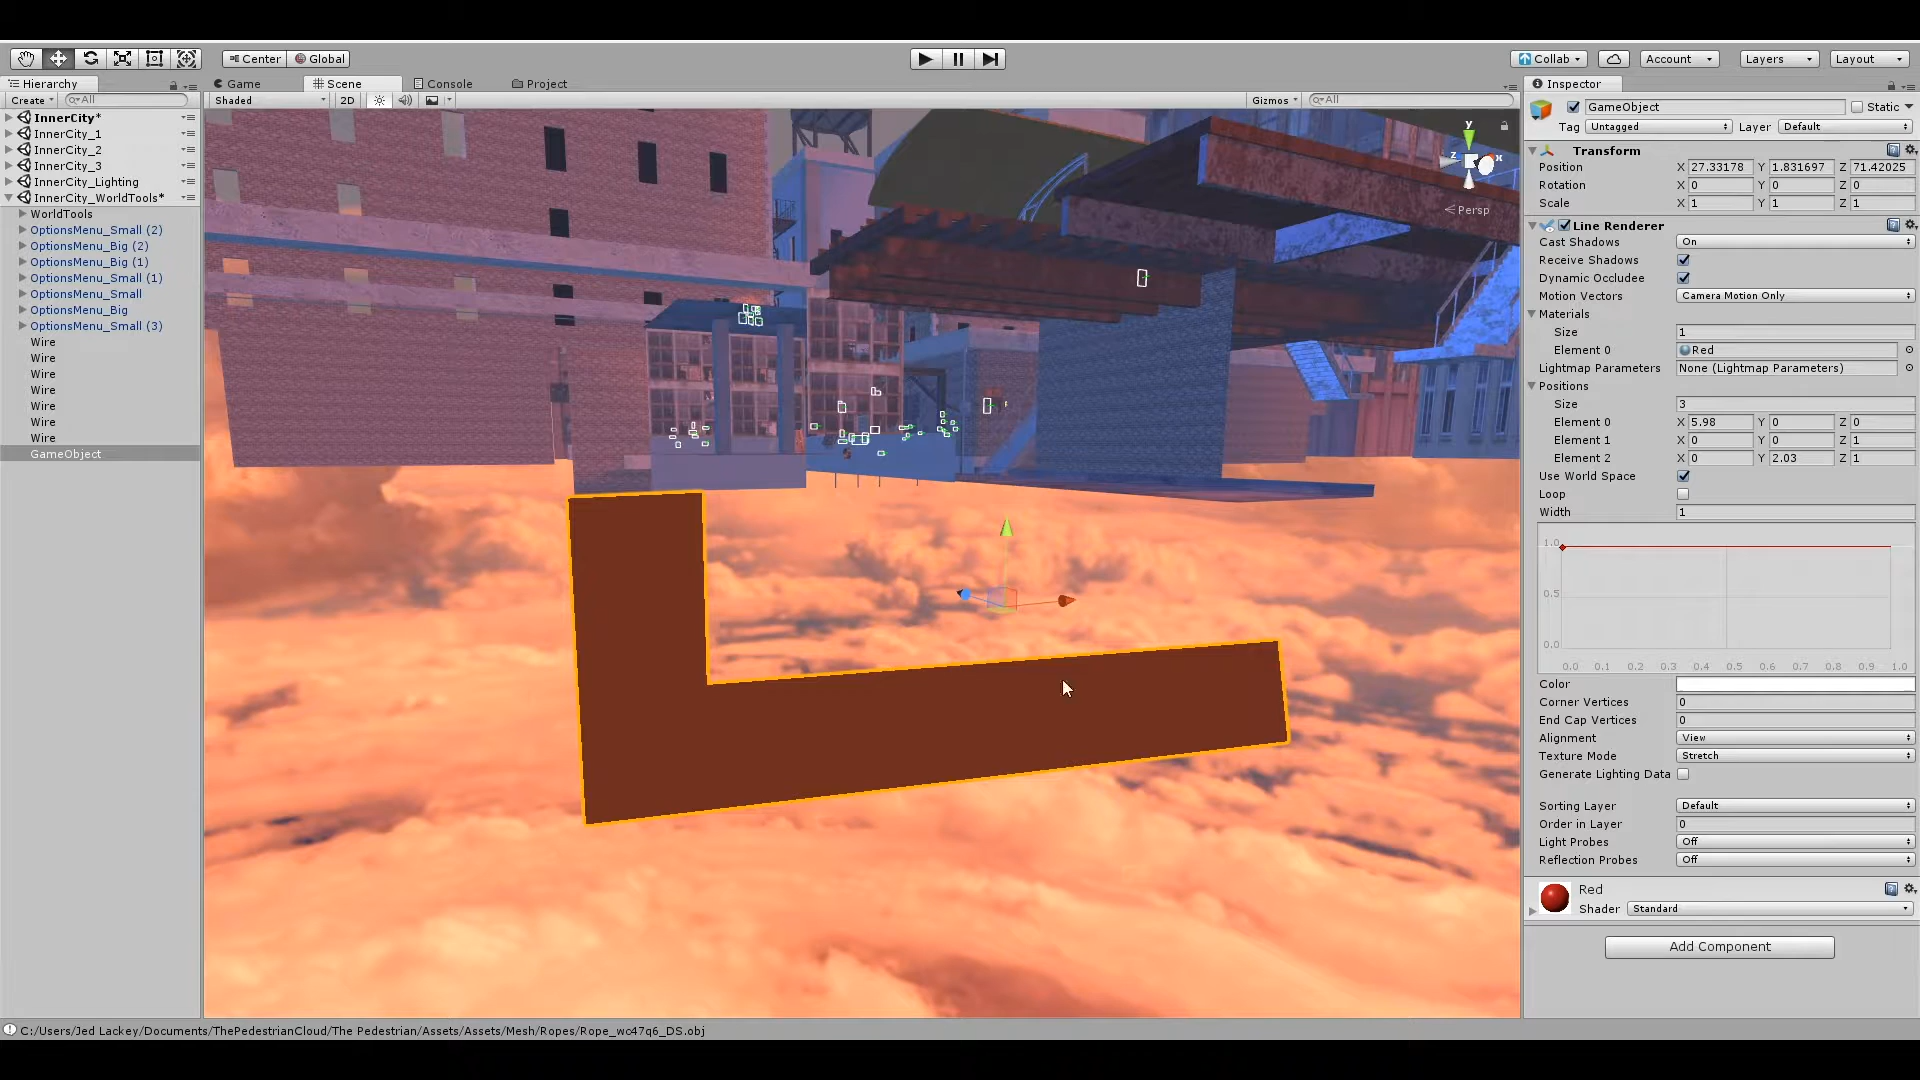 Center Global
Collab Account Layers Layout
Hierarchy
Create All
InnerCity*
InnerCity_1
InnerCity_2
InnerCity_3
InnerCity_Lighting
InnerCity_WorldTools*
WorldTools
OptionsMenu_Small (2)
OptionsMenu_Big (2)
OptionsMenu_Big (1)
OptionsMenu_Small (1)
OptionsMenu_Small
OptionsMenu_Big
OptionsMenu_Small (3)
Wire
Wire
Wire
Wire
Wire
Wire
Wire
GameObject
Game Scene Console Project
Shaded 2D Gizmos All
y
z x
Persp
Inspector
GameObject Static
Tag Untagged Layer Default
Transform
Position X 27.33178 Y 1.831697 Z 71.42025
Rotation X 0 Y 0 Z 0
Scale X 1 Y 1 Z 1
Line Renderer
Cast Shadows On
Receive Shadows
Dynamic Occludee
Motion Vectors Camera Motion Only
Materials
Size 1
Element 0 Red
Lightmap Parameters None (Lightmap Parameters)
Positions
Size 3
Element 0 X 5.98 Y 0 Z 0
Element 1 X 0 Y 0 Z 1
Element 2 X 0 Y 2.03 Z 1
Use World Space
Loop
Width 1
1.0
0.5
0.0
0.0 0.1 0.2 0.3 0.4 0.5 0.6 0.7 0.8 0.9 1.0
Color
Corner Vertices 0
End Cap Vertices 0
Alignment View
Texture Mode Stretch
Generate Lighting Data
Sorting Layer Default
Order in Layer 0
Light Probes Off
Reflection Probes Off
Red
Shader Standard
Add Component
C:/Users/Jed Lackey/Documents/ThePedestrianCloud/The Pedestrian/Assets/Assets/Mesh/Ropes/Rope_wc47q6_DS.obj